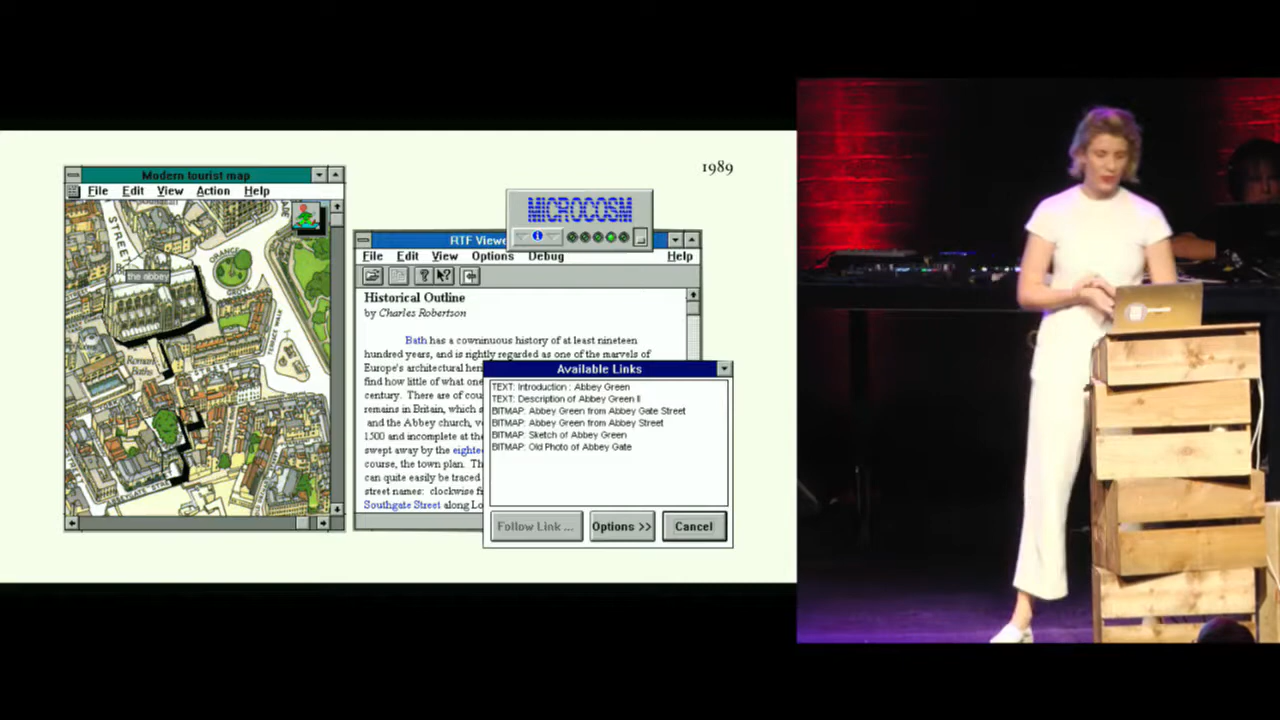 1989
Modern tourist map
File Edit View Action Help
STREET
ORANGE
GROVE
the abbey
Roman
Baths
MICROCOSM
RTF Viewe
File Edit View Options Debug Help
Historical Outline
by Charles Robertson
Bath has a cowninuous history of at least nineteen
hundred years, and is rightly regarded as one of the marvels of
Europe's architectural her
find how little of what one
century. There are of cou
remains in Britain, which s
and the Abbey church, ve
1500 and incomplete at the
swept away by the eighte
course, the town plan. Th
can quite easily be traced
street names: clockwise fr
Southgate Street along Lo
Available Links
TEXT: Introduction : Abbey Green
TEXT: Description of Abbey Green II
BITMAP: Abbey Green from Abbey Gate Street
BITMAP: Abbey Green from Abbey Street
BITMAP: Sketch of Abbey Green
BITMAP: Old Photo of Abbey Gate
Follow Link ... Options >> Cancel